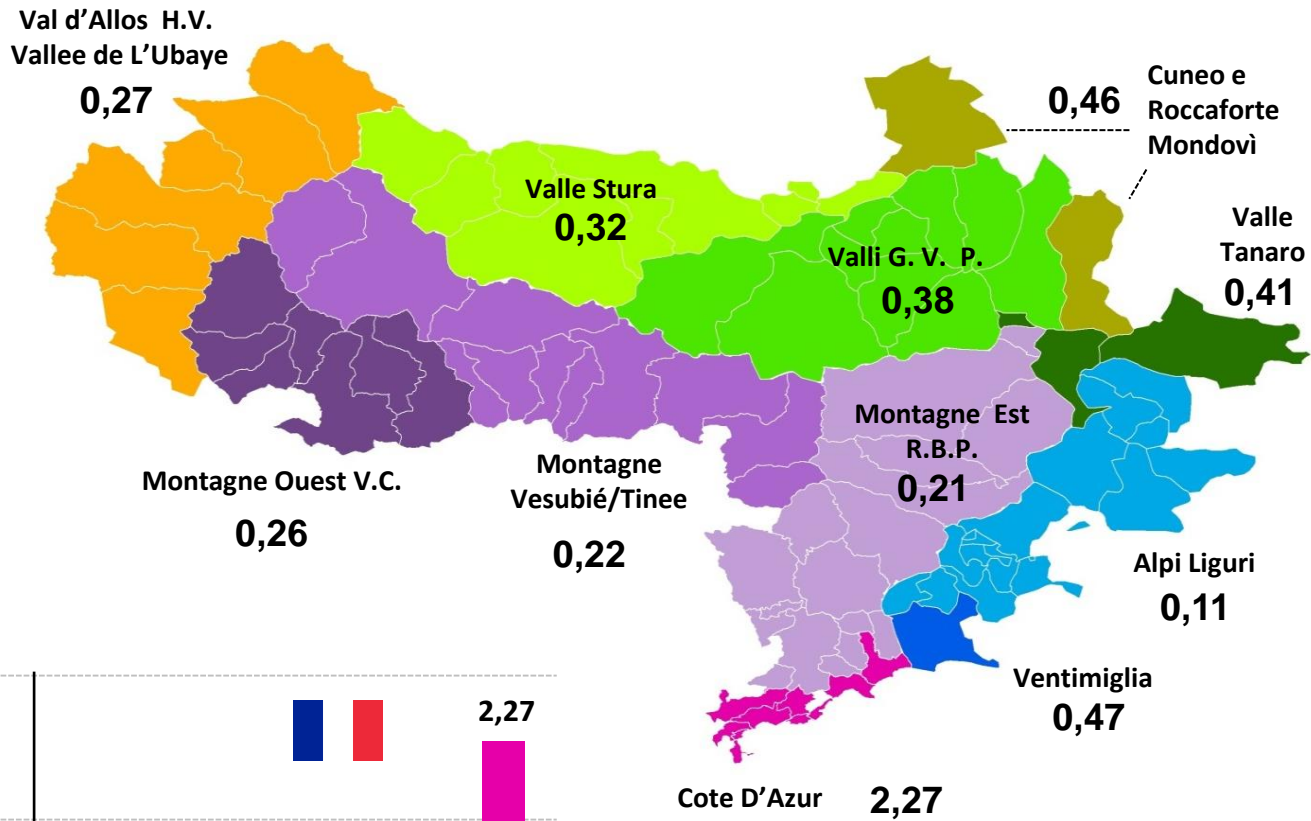 Val d'Allos H.V.
Vallee de L'Ubaye
0,27
0,46
Cuneo e
Roccaforte
Mondovì
Valle Stura
0,32
Valle
Tanaro
0,41
Valli G. V. P.
0,38
Montagne Est
R.B.P.
0,21
Montagne Ouest V.C.
0,26
Montagne
Vesubié/Tinee
0,22
Alpi Liguri
0,11
Ventimiglia
0,47
2,27
Cote D'Azur 2,27